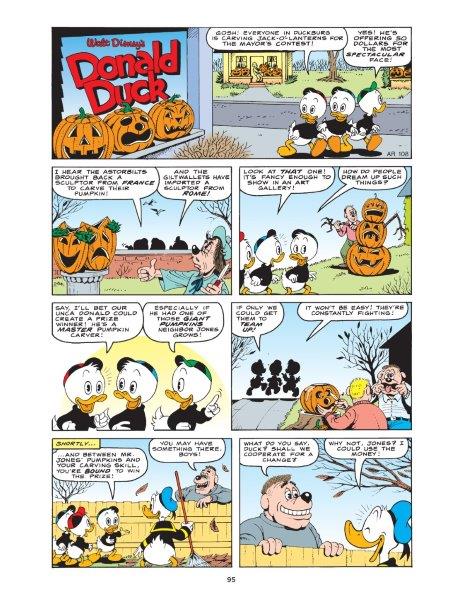 Walt Disney's
Donald
Duck
GOSH! EVERYONE IN DUCKBURG
IS CARVING JACK-O'-LANTERNS FOR
THE MAYOR'S CONTEST!
YES! HE'S
OFFERING 50
DOLLARS FOR
THE MOST
SPECTACULAR
FACE!
AR 108
I HEAR THE ASTORBILTS
BROUGHT BACK A
SCULPTOR FROM FRANCE
TO CARVE THEIR
PUMPKIN!
AND THE
GILTWALLETS HAVE
IMPORTED A
SCULPTOR FROM
ROME!
LOOK AT THAT ONE!
IT'S FANCY ENOUGH TO
SHOW IN AN ART
GALLERY!
HOW DO PEOPLE
DREAM UP SUCH
THINGS?
SAY, I'LL BET OUR
UNCA DONALD COULD
CREATE A PRIZE
WINNER! HE'S A
MASTER PUMPKIN
CARVER!
ESPECIALLY IF
HE HAD ONE OF
THOSE GIANT
PUMPKINS
NEIGHBOR JONES
GROWS!
IF ONLY WE
COULD GET
THEM TO
TEAM
UP!
IT WON'T BE EASY! THEY'RE
CONSTANTLY FIGHTING!
SHORTLY...
...AND BETWEEN MR.
JONES' PUMPKINS AND
YOUR CARVING SKILL,
YOU'RE BOUND TO WIN
THE PRIZE!
YOU MAY HAVE
SOMETHING THERE,
BOYS!
WHAT DO YOU SAY,
DUCK? SHALL WE
COOPERATE FOR
A CHANGE?
WHY NOT, JONES? I
COULD USE THE
MONEY!
95